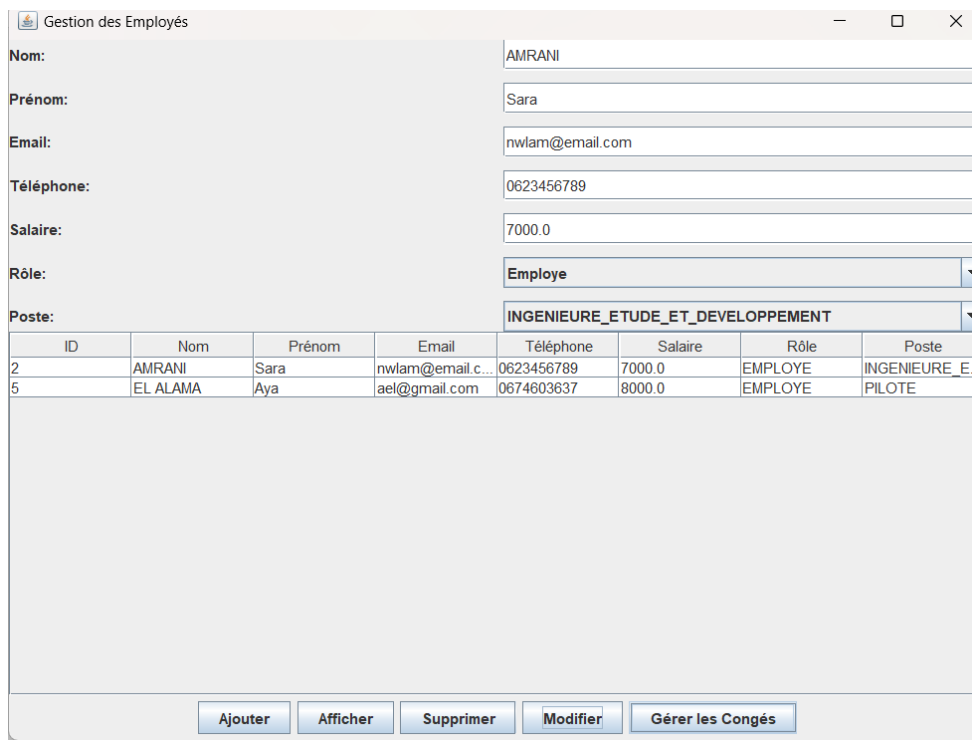 Gestion des Employés
Nom: AMRANI
Prénom: Sara
Email: nwlam@email.com
Téléphone: 0623456789
Salaire: 7000.0
Rôle: Employe
Poste: INGENIEURE_ETUDE_ET_DEVELOPPEMENT
ID Nom Prénom Email Téléphone Salaire Rôle Poste
2 AMRANI Sara nwlam@email.c... 0623456789 7000.0 EMPLOYE INGENIEURE_E.
5 EL ALAMA Aya ael@gmail.com 0674603637 8000.0 EMPLOYE PILOTE
Ajouter Afficher Supprimer Modifier Gérer les Congés